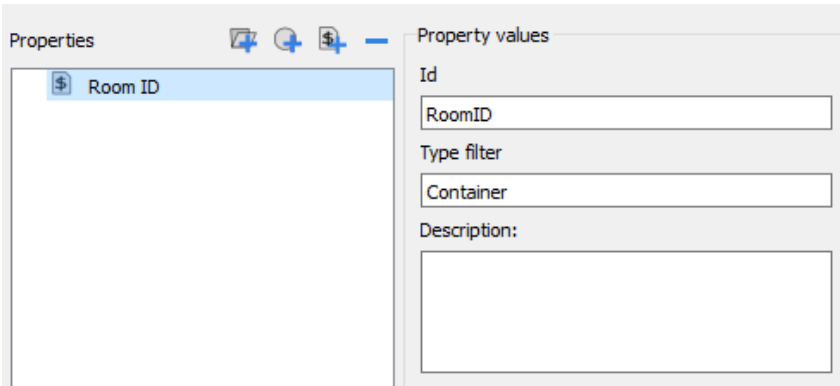 Properties
Room ID
Property values
Id
RoomID
Type filter
Container
Description: